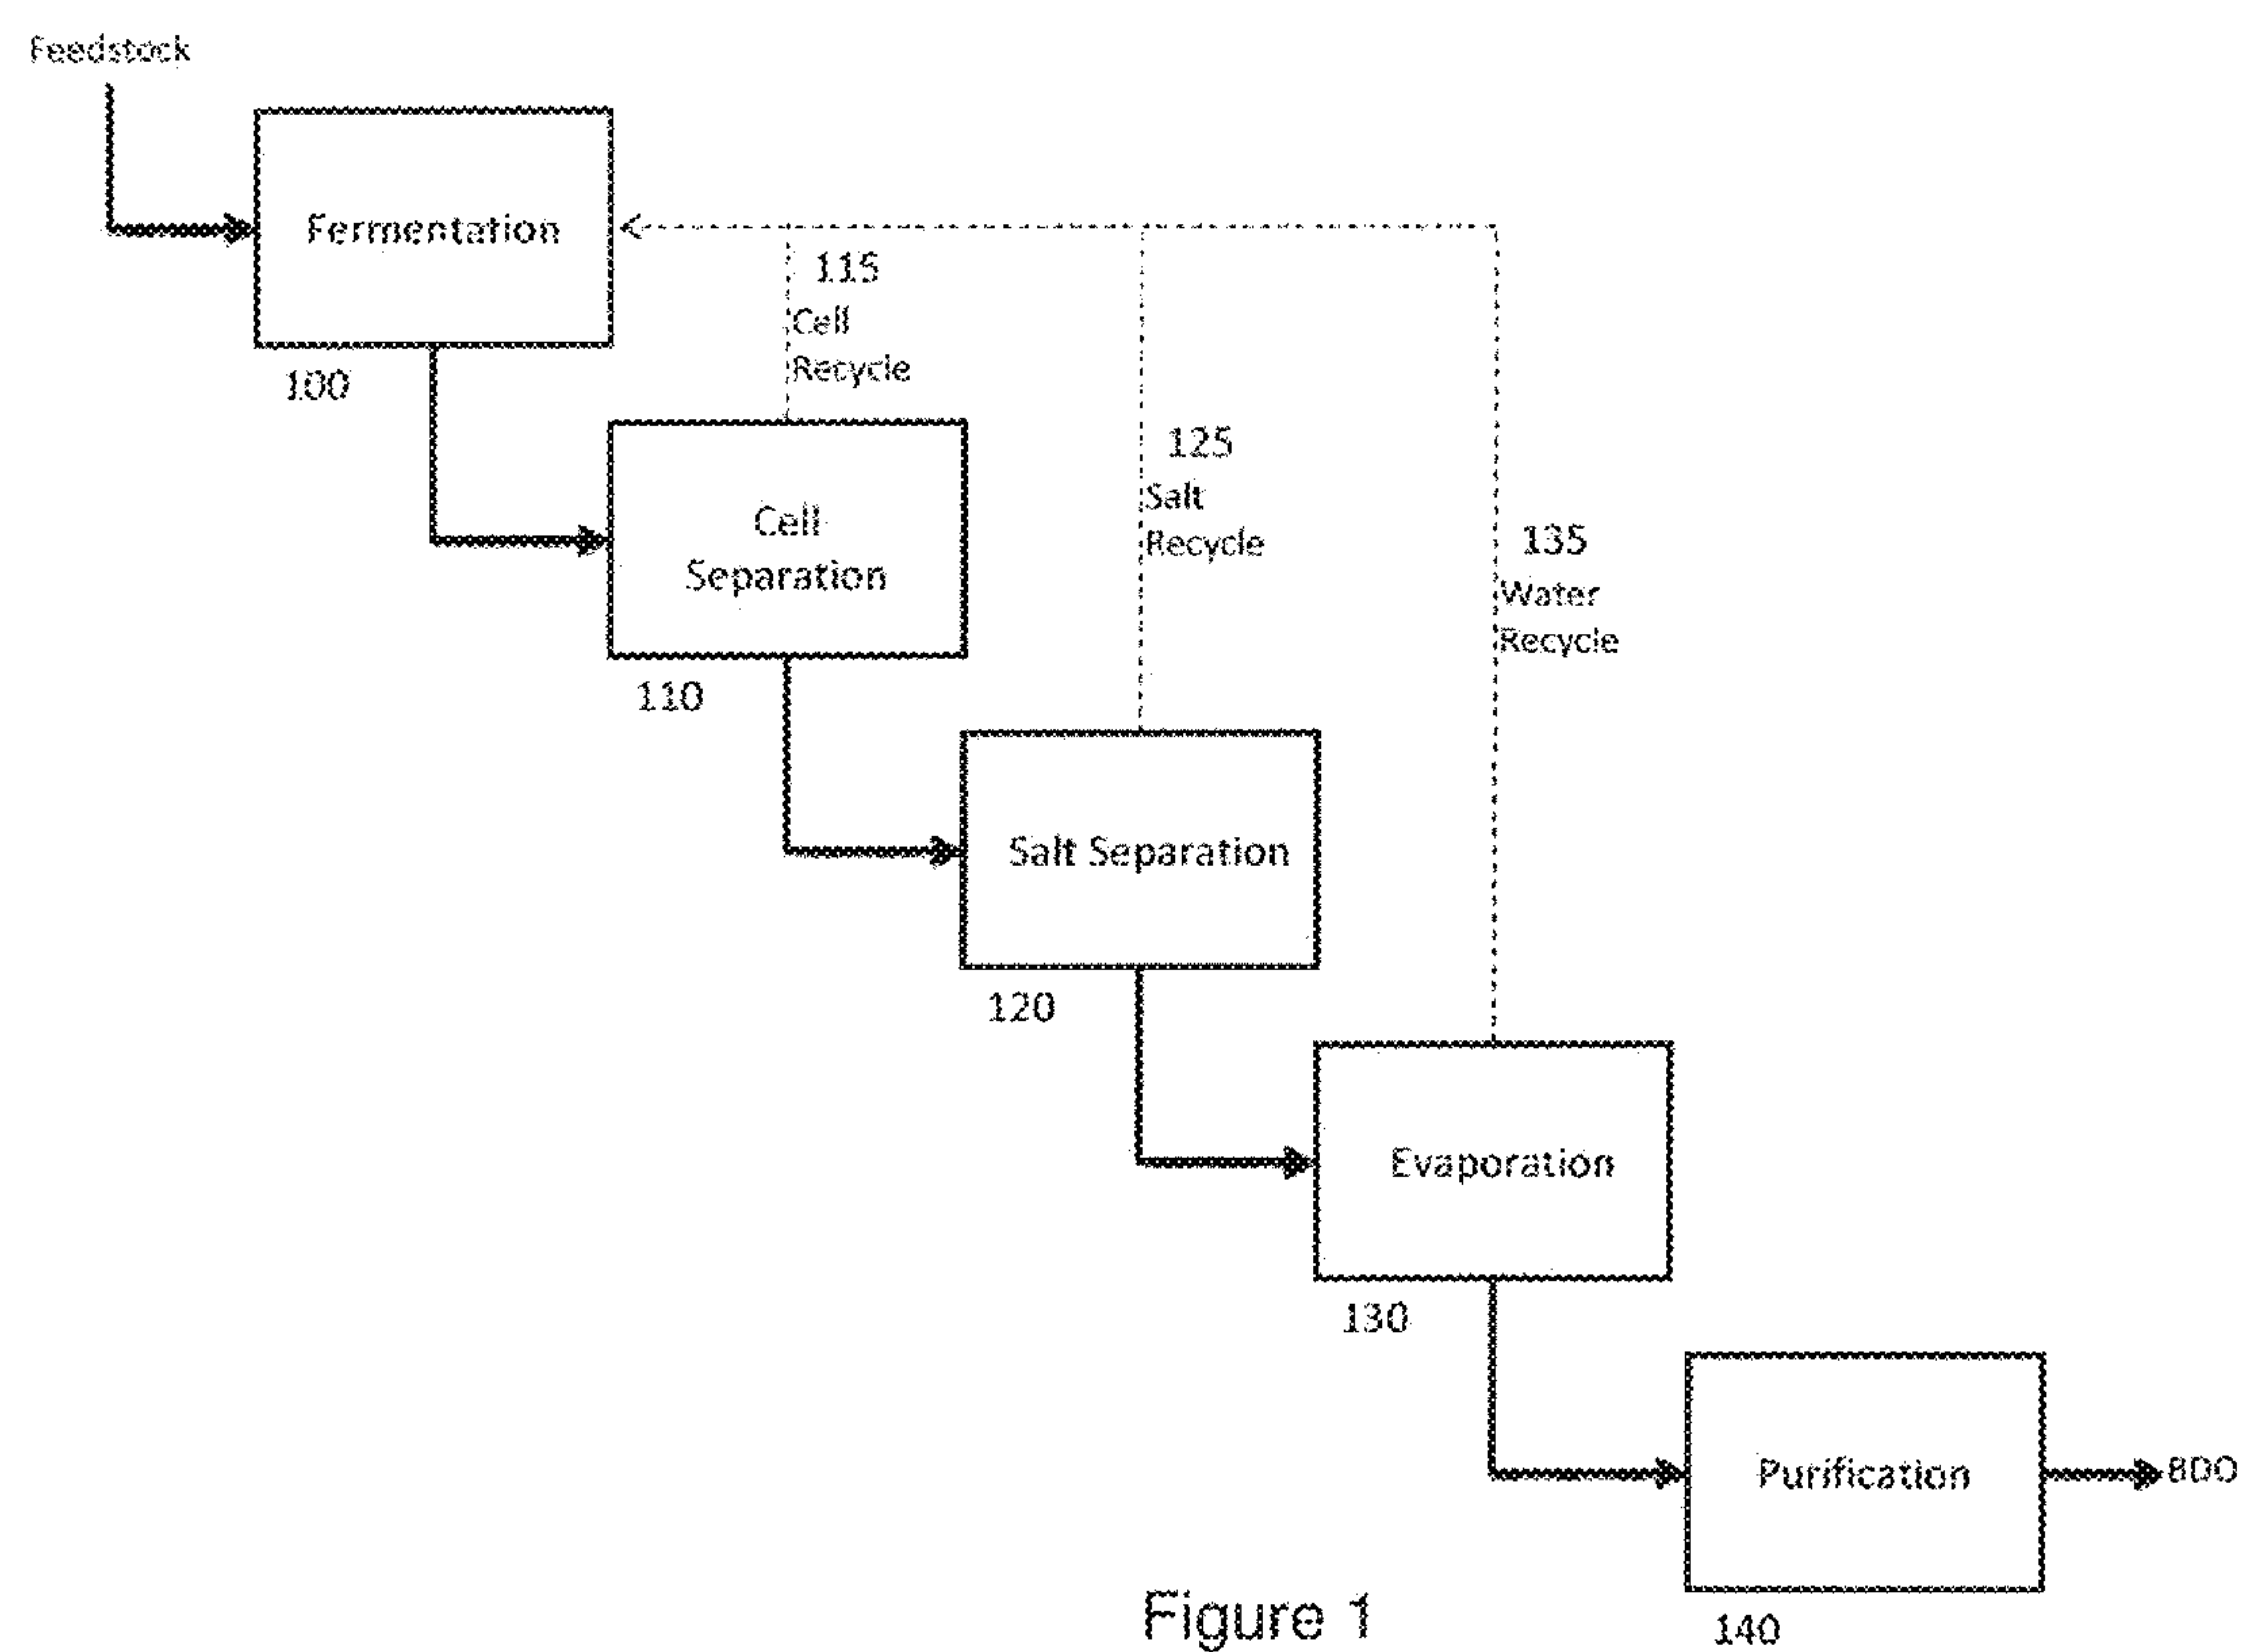 Feedstock
Fermentation
100
115
Cell
Recycle
125
Salt
Recycle
135
Water
Recycle
Cell
Separation
110
Salt Separation
120
Evaporation
130
Purification
BDO
140
Figure 1